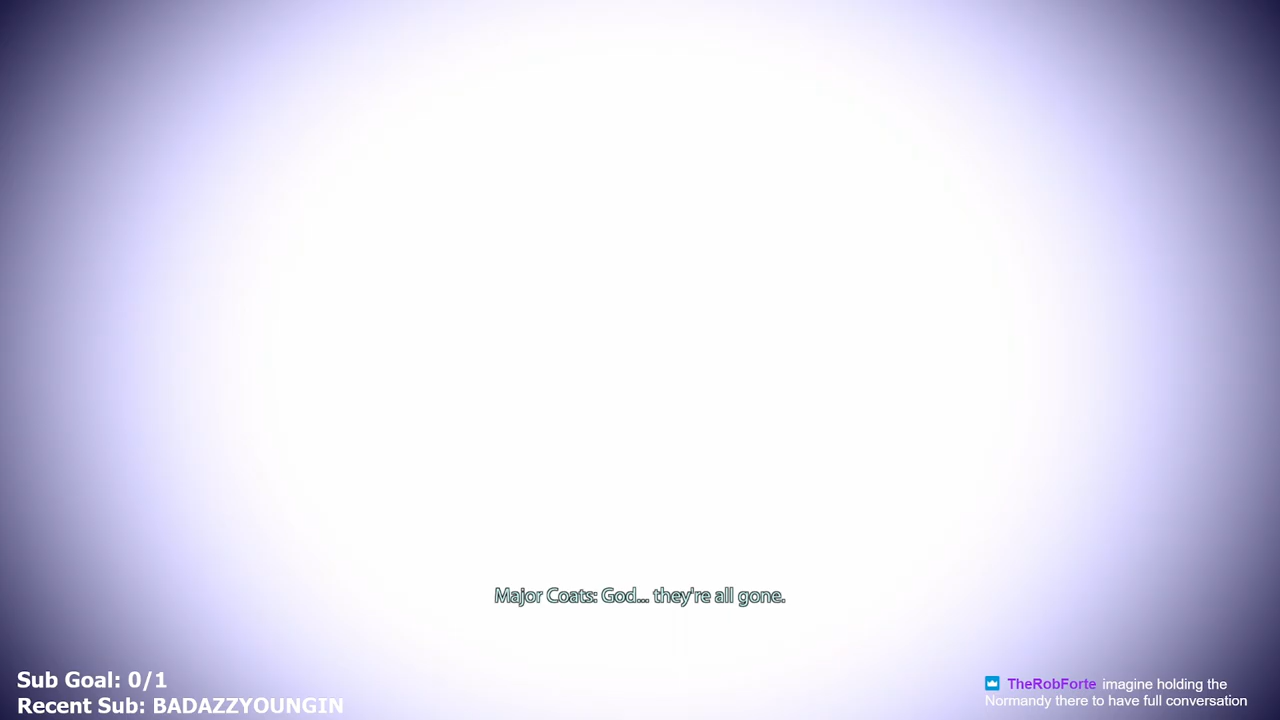 Major Coats: God... they're all gone.
Sub Goal: 0/1
Recent Sub: BADAZZYOUNGIN
TheRobForte imagine holding the
Normandy there to have full conversation